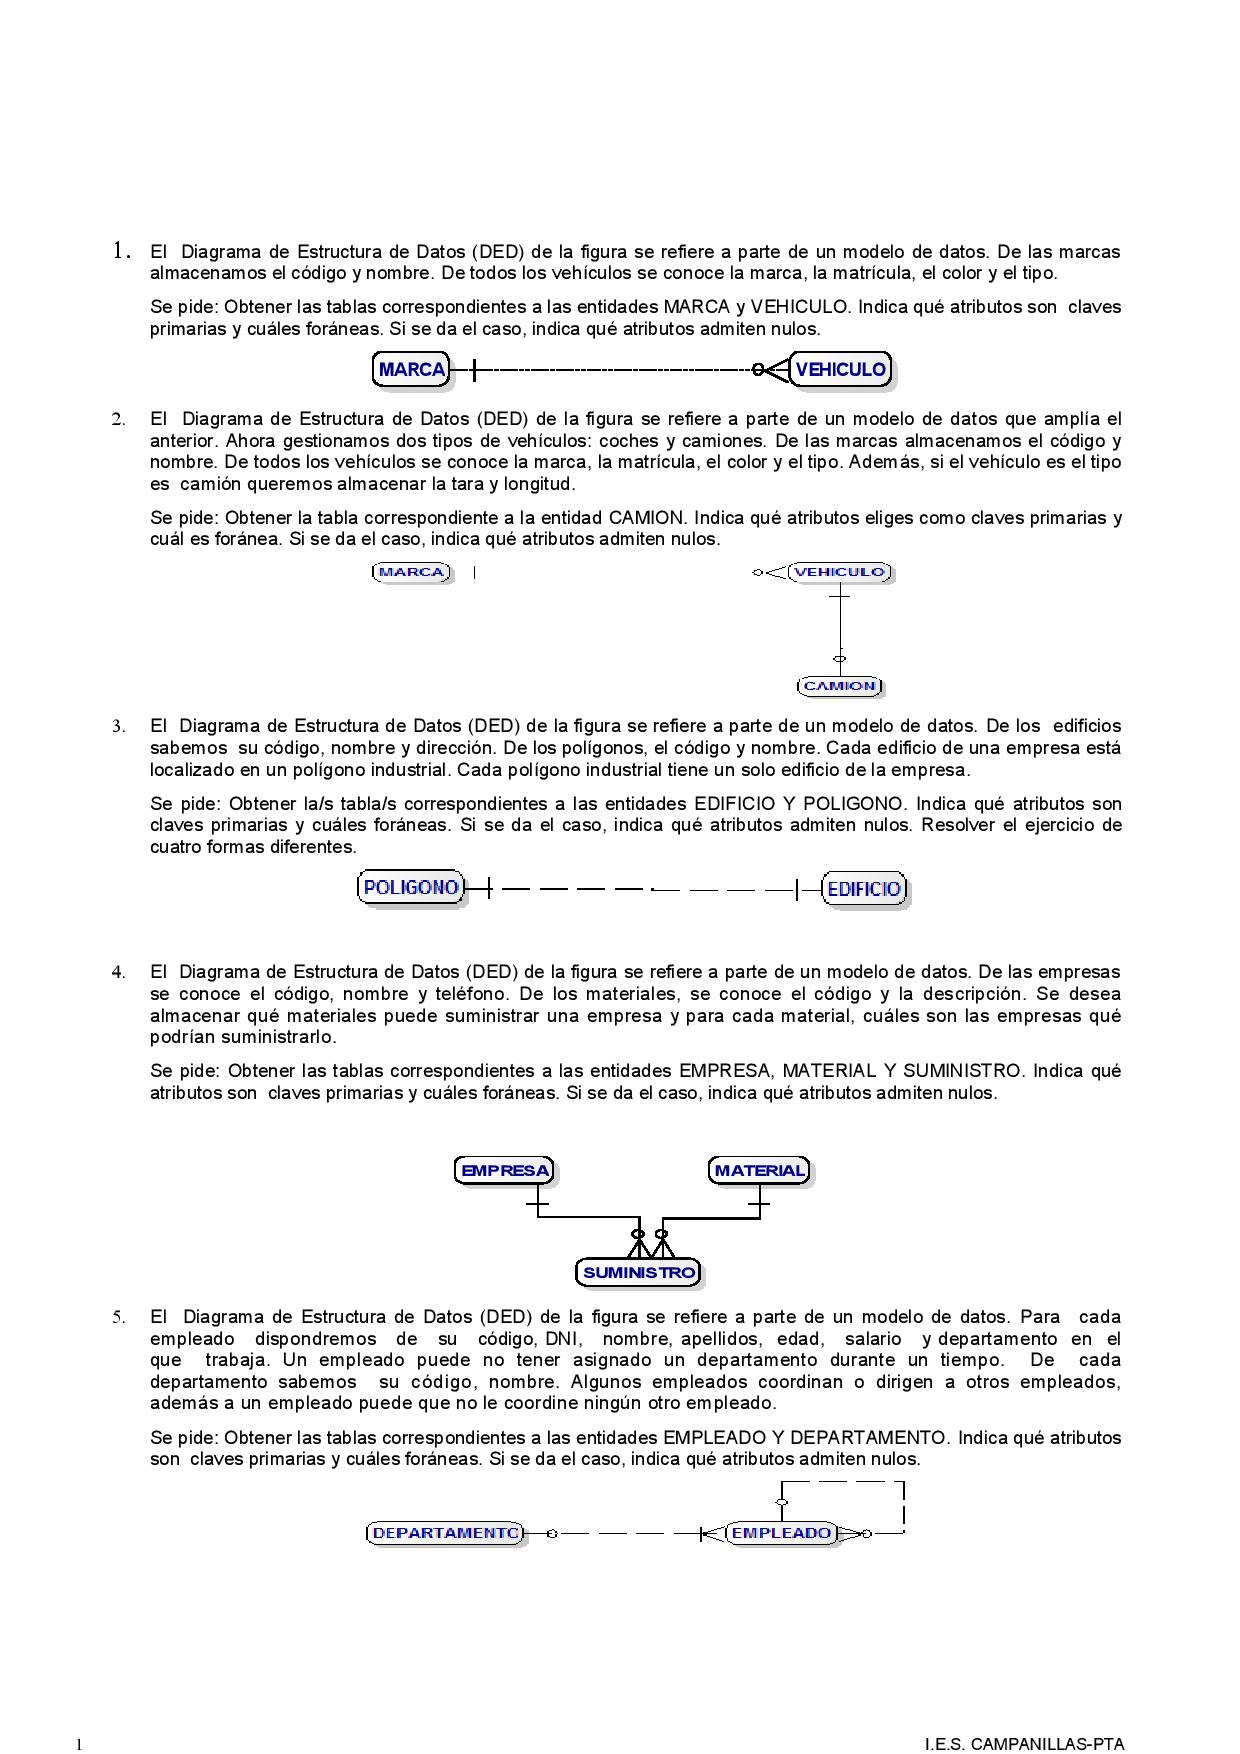 1. El Diagrama de Estructura de Datos (DED) de la figura se refiere a parte de un modelo de datos. De las marcas
almacenamos el código y nombre. De todos los vehículos se conoce la marca, la matrícula, el color y el tipo.
Se pide: Obtener las tablas correspondientes a las entidades MARCA y VEHICULO. Indica qué atributos son claves
primarias y cuáles foráneas. Si se da el caso, indica qué atributos admiten nulos.
MARCA VEHICULO
2. El Diagrama de Estructura de Datos (DED) de la figura se refiere a parte de un modelo de datos que amplía el
anterior. Ahora gestionamos dos tipos de vehículos: coches y camiones. De las marcas almacenamos el código y
nombre. De todos los vehículos se conoce la marca, la matrícula, el color y el tipo. Además, si el vehículo es el tipo
es camión queremos almacenar la tara y longitud.
Se pide: Obtener la tabla correspondiente a la entidad CAMION. Indica qué atributos eliges como claves primarias y
cuál es foránea. Si se da el caso, indica qué atributos admiten nulos.
MARCA VEHICULO
CAMION
3. El Diagrama de Estructura de Datos (DED) de la figura se refiere a parte de un modelo de datos. De los edificios
sabemos su código, nombre y dirección. De los polígonos, el código y nombre. Cada edificio de una empresa está
localizado en un polígono industrial. Cada polígono industrial tiene un solo edificio de la empresa.
Se pide: Obtener la/s tabla/s correspondientes a las entidades EDIFICIO Y POLIGONO. Indica qué atributos son
claves primarias y cuáles foráneas. Si se da el caso, indica qué atributos admiten nulos. Resolver el ejercicio de
cuatro formas diferentes.
POLIGONO EDIFICIO
4. El Diagrama de Estructura de Datos (DED) de la figura se refiere a parte de un modelo de datos. De las empresas
se conoce el código, nombre y teléfono. De los materiales, se conoce el código y la descripción. Se desea
almacenar qué materiales puede suministrar una empresa y para cada material, cuáles son las empresas qué
podrían suministrarlo.
Se pide: Obtener las tablas correspondientes a las entidades EMPRESA, MATERIAL Y SUMINISTRO. Indica qué
atributos son claves primarias y cuáles foráneas. Si se da el caso, indica qué atributos admiten nulos.
EMPRESA MATERIAL
SUMINISTRO
5. El Diagrama de Estructura de Datos (DED) de la figura se refiere a parte de un modelo de datos. Para cada
empleado dispondremos de su código, DNI, nombre, apellidos, edad, salario y departamento en el
que trabaja. Un empleado puede no tener asignado un departamento durante un tiempo. De cada
departamento sabemos su código, nombre. Algunos empleados coordinan o dirigen a otros empleados,
además a un empleado puede que no le coordine ningún otro empleado.
Se pide: Obtener las tablas correspondientes a las entidades EMPLEADO Y DEPARTAMENTO. Indica qué atributos
son claves primarias y cuáles foráneas. Si se da el caso, indica qué atributos admiten nulos.
DEPARTAMENTO EMPLEADO
1 I.E.S. CAMPANILLAS-PTA